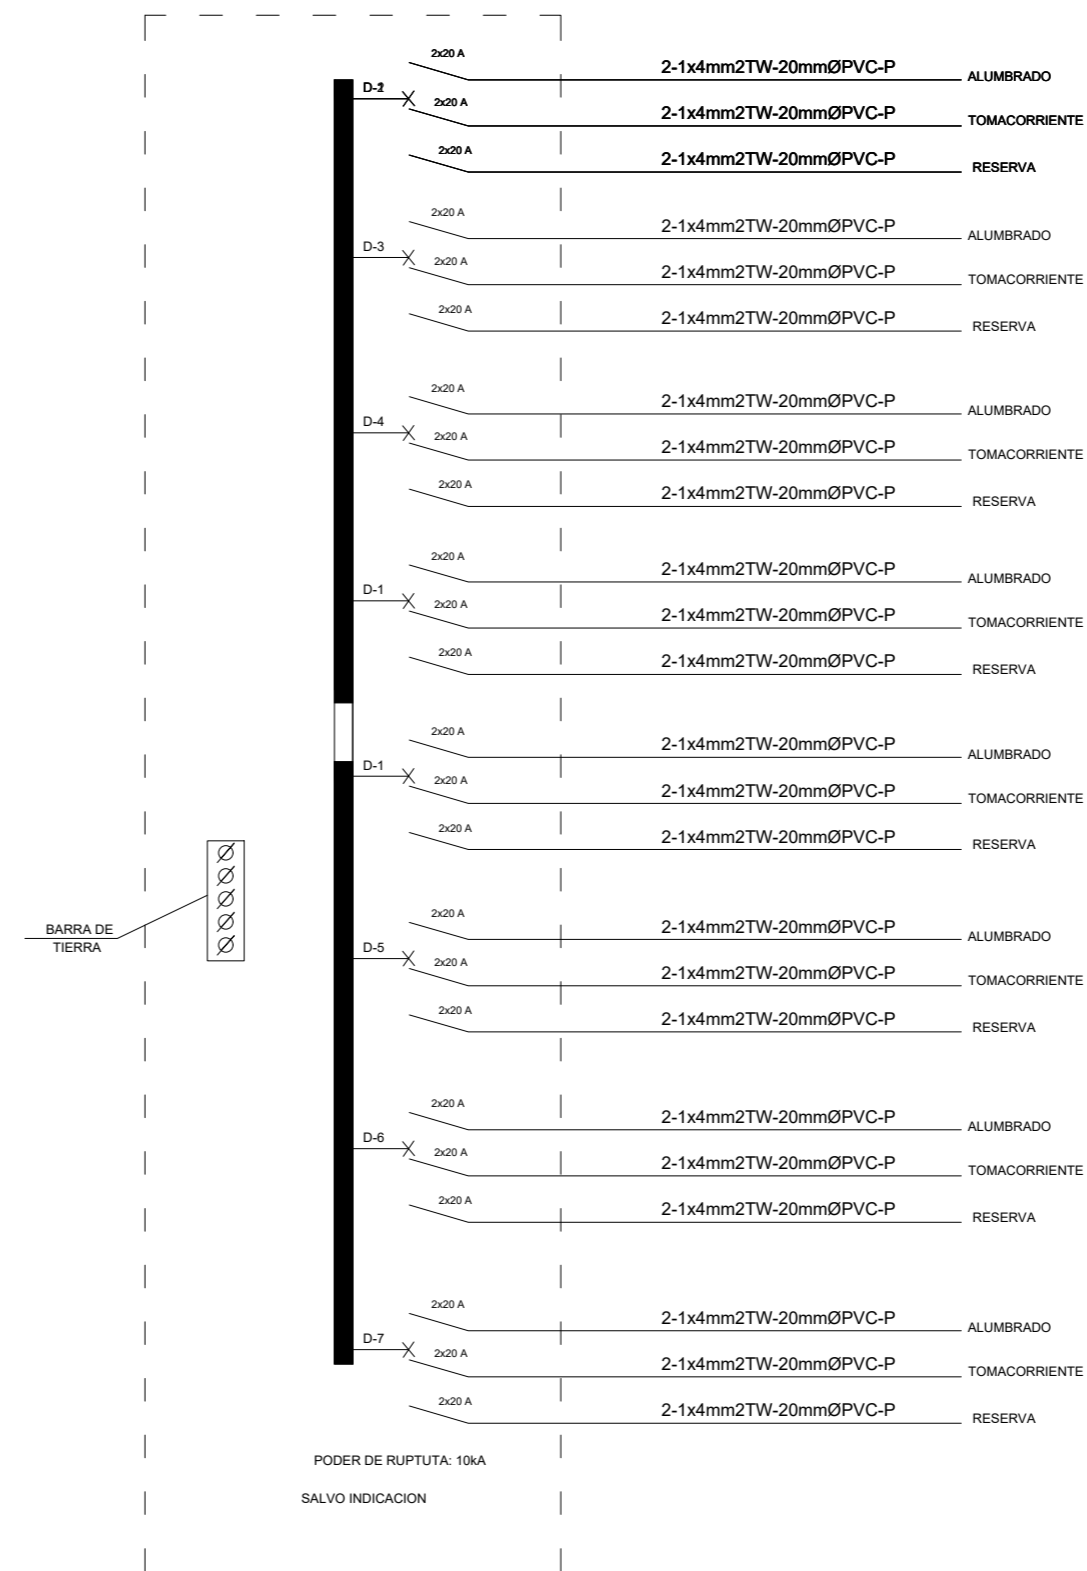 2x20 A
2-1x4mm2TW-20mmØPVC-P
ALUMBRADO
2x20 A
2-1x4mm2TW-20mmØPVC-P
TOMACORRIENTE
2x20 A
2-1x4mm2TW-20mmØPVC-P
RESERVA
D-3
2x20 A
2-1x4mm2TW-20mmØPVC-P
ALUMBRADO
2x20 A
2-1x4mm2TW-20mmØPVC-P
TOMACORRIENTE
2x20 A
2-1x4mm2TW-20mmØPVC-P
RESERVA
D-4
2x20 A
2-1x4mm2TW-20mmØPVC-P
ALUMBRADO
2x20 A
2-1x4mm2TW-20mmØPVC-P
TOMACORRIENTE
2x20 A
2-1x4mm2TW-20mmØPVC-P
RESERVA
D-1
2x20 A
2-1x4mm2TW-20mmØPVC-P
ALUMBRADO
2x20 A
2-1x4mm2TW-20mmØPVC-P
TOMACORRIENTE
2x20 A
2-1x4mm2TW-20mmØPVC-P
RESERVA
D-1
2x20 A
2-1x4mm2TW-20mmØPVC-P
ALUMBRADO
2x20 A
2-1x4mm2TW-20mmØPVC-P
TOMACORRIENTE
2x20 A
2-1x4mm2TW-20mmØPVC-P
RESERVA
BARRA DE
TIERRA
D-5
2x20 A
2-1x4mm2TW-20mmØPVC-P
ALUMBRADO
2x20 A
2-1x4mm2TW-20mmØPVC-P
TOMACORRIENTE
2x20 A
2-1x4mm2TW-20mmØPVC-P
RESERVA
D-6
2x20 A
2-1x4mm2TW-20mmØPVC-P
ALUMBRADO
2x20 A
2-1x4mm2TW-20mmØPVC-P
TOMACORRIENTE
2x20 A
2-1x4mm2TW-20mmØPVC-P
RESERVA
D-7
2x20 A
2-1x4mm2TW-20mmØPVC-P
ALUMBRADO
2x20 A
2-1x4mm2TW-20mmØPVC-P
TOMACORRIENTE
2x20 A
2-1x4mm2TW-20mmØPVC-P
RESERVA
PODER DE RUPTUTA: 10kA
SALVO INDICACION